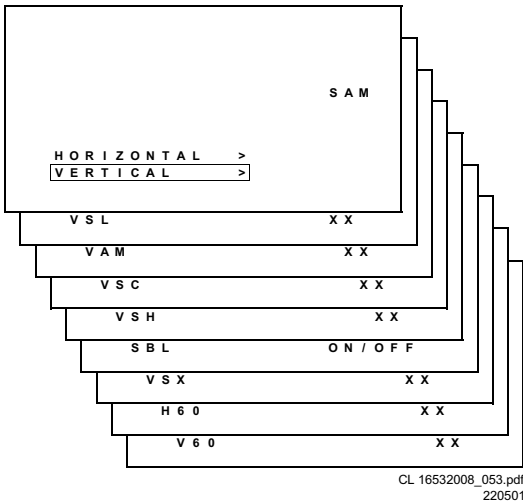 SAM
HORIZONTAL >
VERTICAL >
VSL XX
VAM XX
VSC XX
VSH XX
SBL ON/OFF
VSX XX
H60 XX
V60 XX
CL 16532008_053.pdf
220501